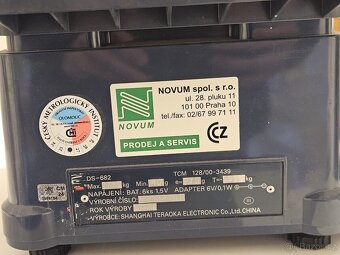 ČESKÝ METROLOGICKÝ INSTITUT
OLOMOUC
NOVUM
NOVUM spol. s r.o.
ul. 28. pluku 11
101 00 Praha 10
tel./fax: 02/67 99 71 11
PRODEJ A SERVIS
DS-682
TCM 128/00-3439
Max
Min
e=
T=-
NAPÁJENÍ: BAT. 6ks 1,5V ADAPTER 6V/0,1W
VÝROBNÍ ČÍSLO:
ROK VÝROBY
VÝROBCE: SHANGHAI TERAOKA ELECTRONIC Co.,Ltd. CHINA